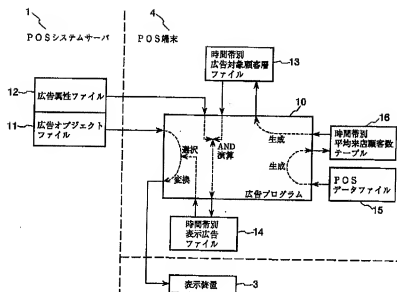 1
POSシステムサーバ
4
POS端末
時間帯別
広告対象顧客層
ファイル
13
12
広告属性ファイル
11
広告オブジェクトファイル
10
選択
AND
演算
変換
生成
生成
広告プログラム
16
時間帯別
平均来店顧客数
テーブル
POS
データファイル
15
時間帯別
表示広告
ファイル
14
表示装置
3